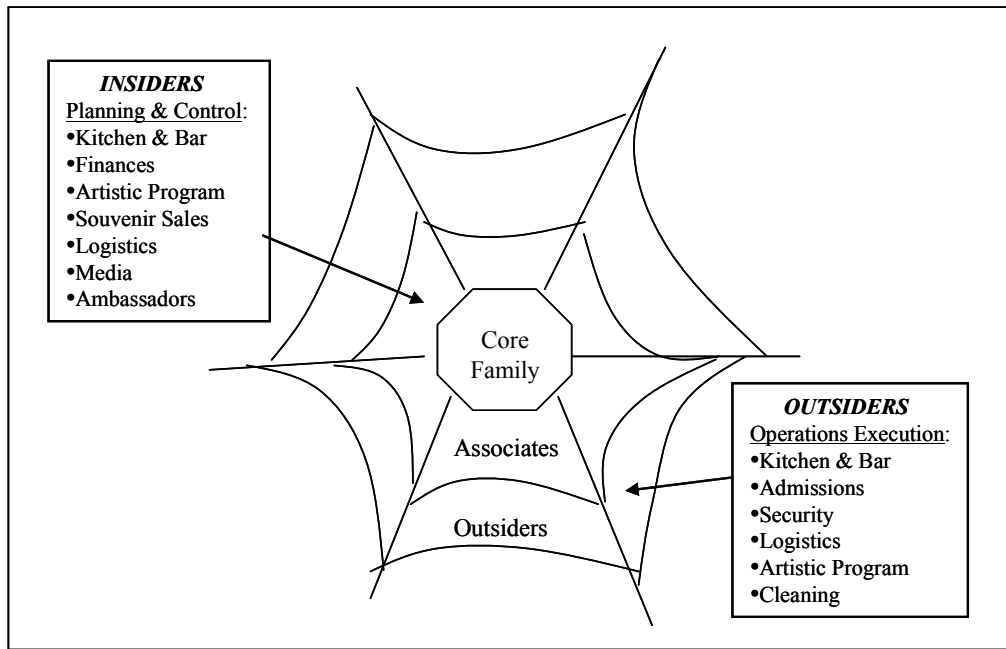 INSIDERS
Planning & Control:
•Kitchen & Bar
•Finances
•Artistic Program
•Souvenir Sales
•Logistics
•Media
•Ambassadors
Core
Family
Associates
Outsiders
OUTSIDERS
Operations Execution:
•Kitchen & Bar
•Admissions
•Security
•Logistics
•Artistic Program
•Cleaning